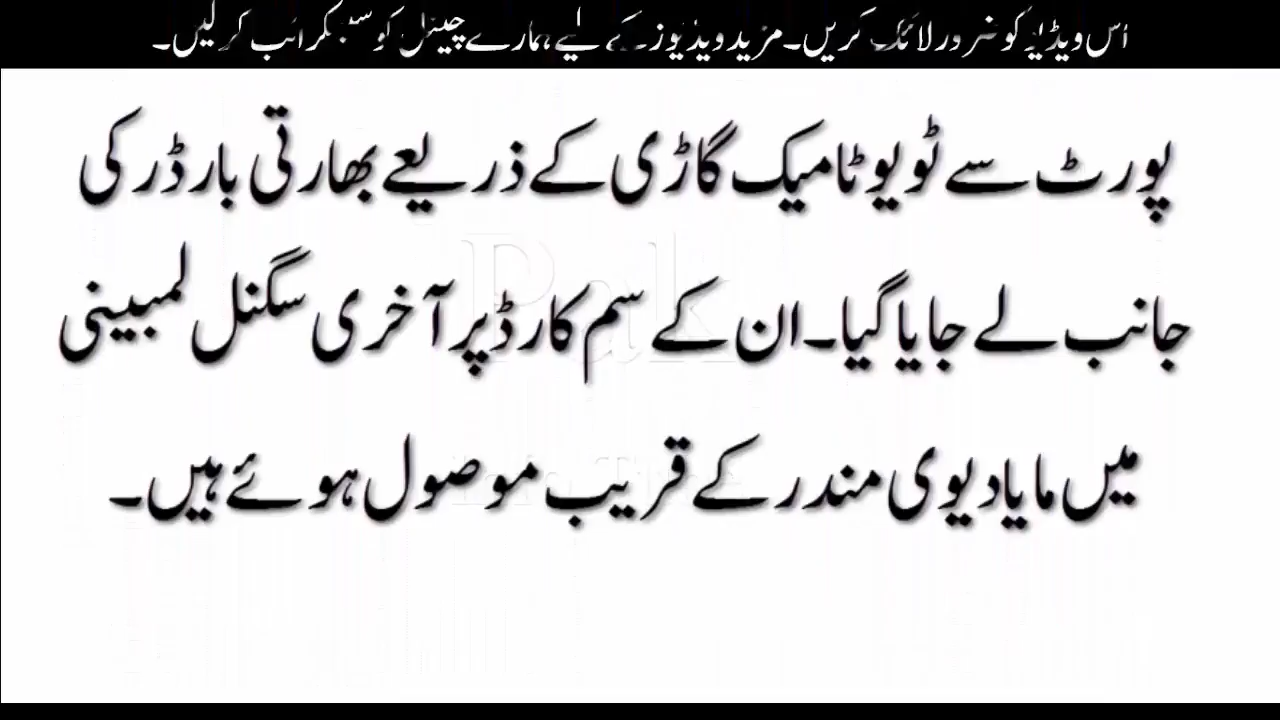 اس ویڈیو کو ضرور لائک کریں۔ مزید ویڈیوز کے لیے ہمارے چینل کو سبسکرائب کرلیں۔
پورٹ سے ٹویوٹا میک گاڑی کے ذریعے بھارتی بارڈر کی
جانب لے جایا گیا۔ ان کے سم کارڈ پر آخری سگنل لمبینی
میں مایا دیوی مندر کے قریب موصول ہوئے ہیں۔
Pak